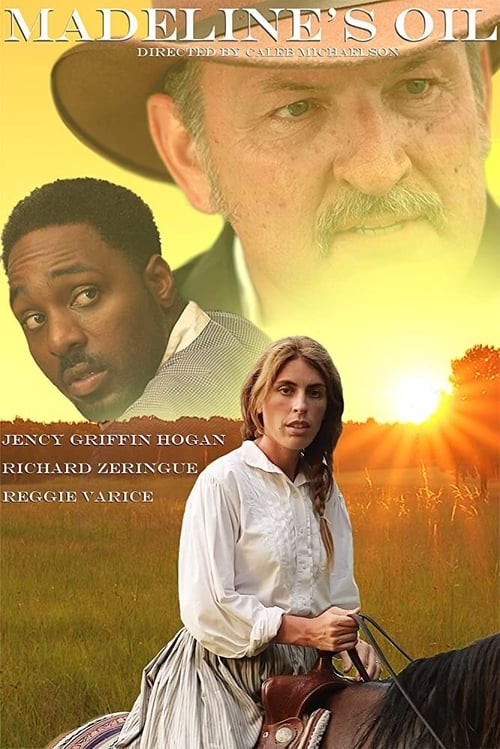 MADELINE'S OIL
DIRECTED BY CALEB MICHAELSON
JENCY GRIFFIN HOGAN
RICHARD ZERINGUE
REGGIE VARICE